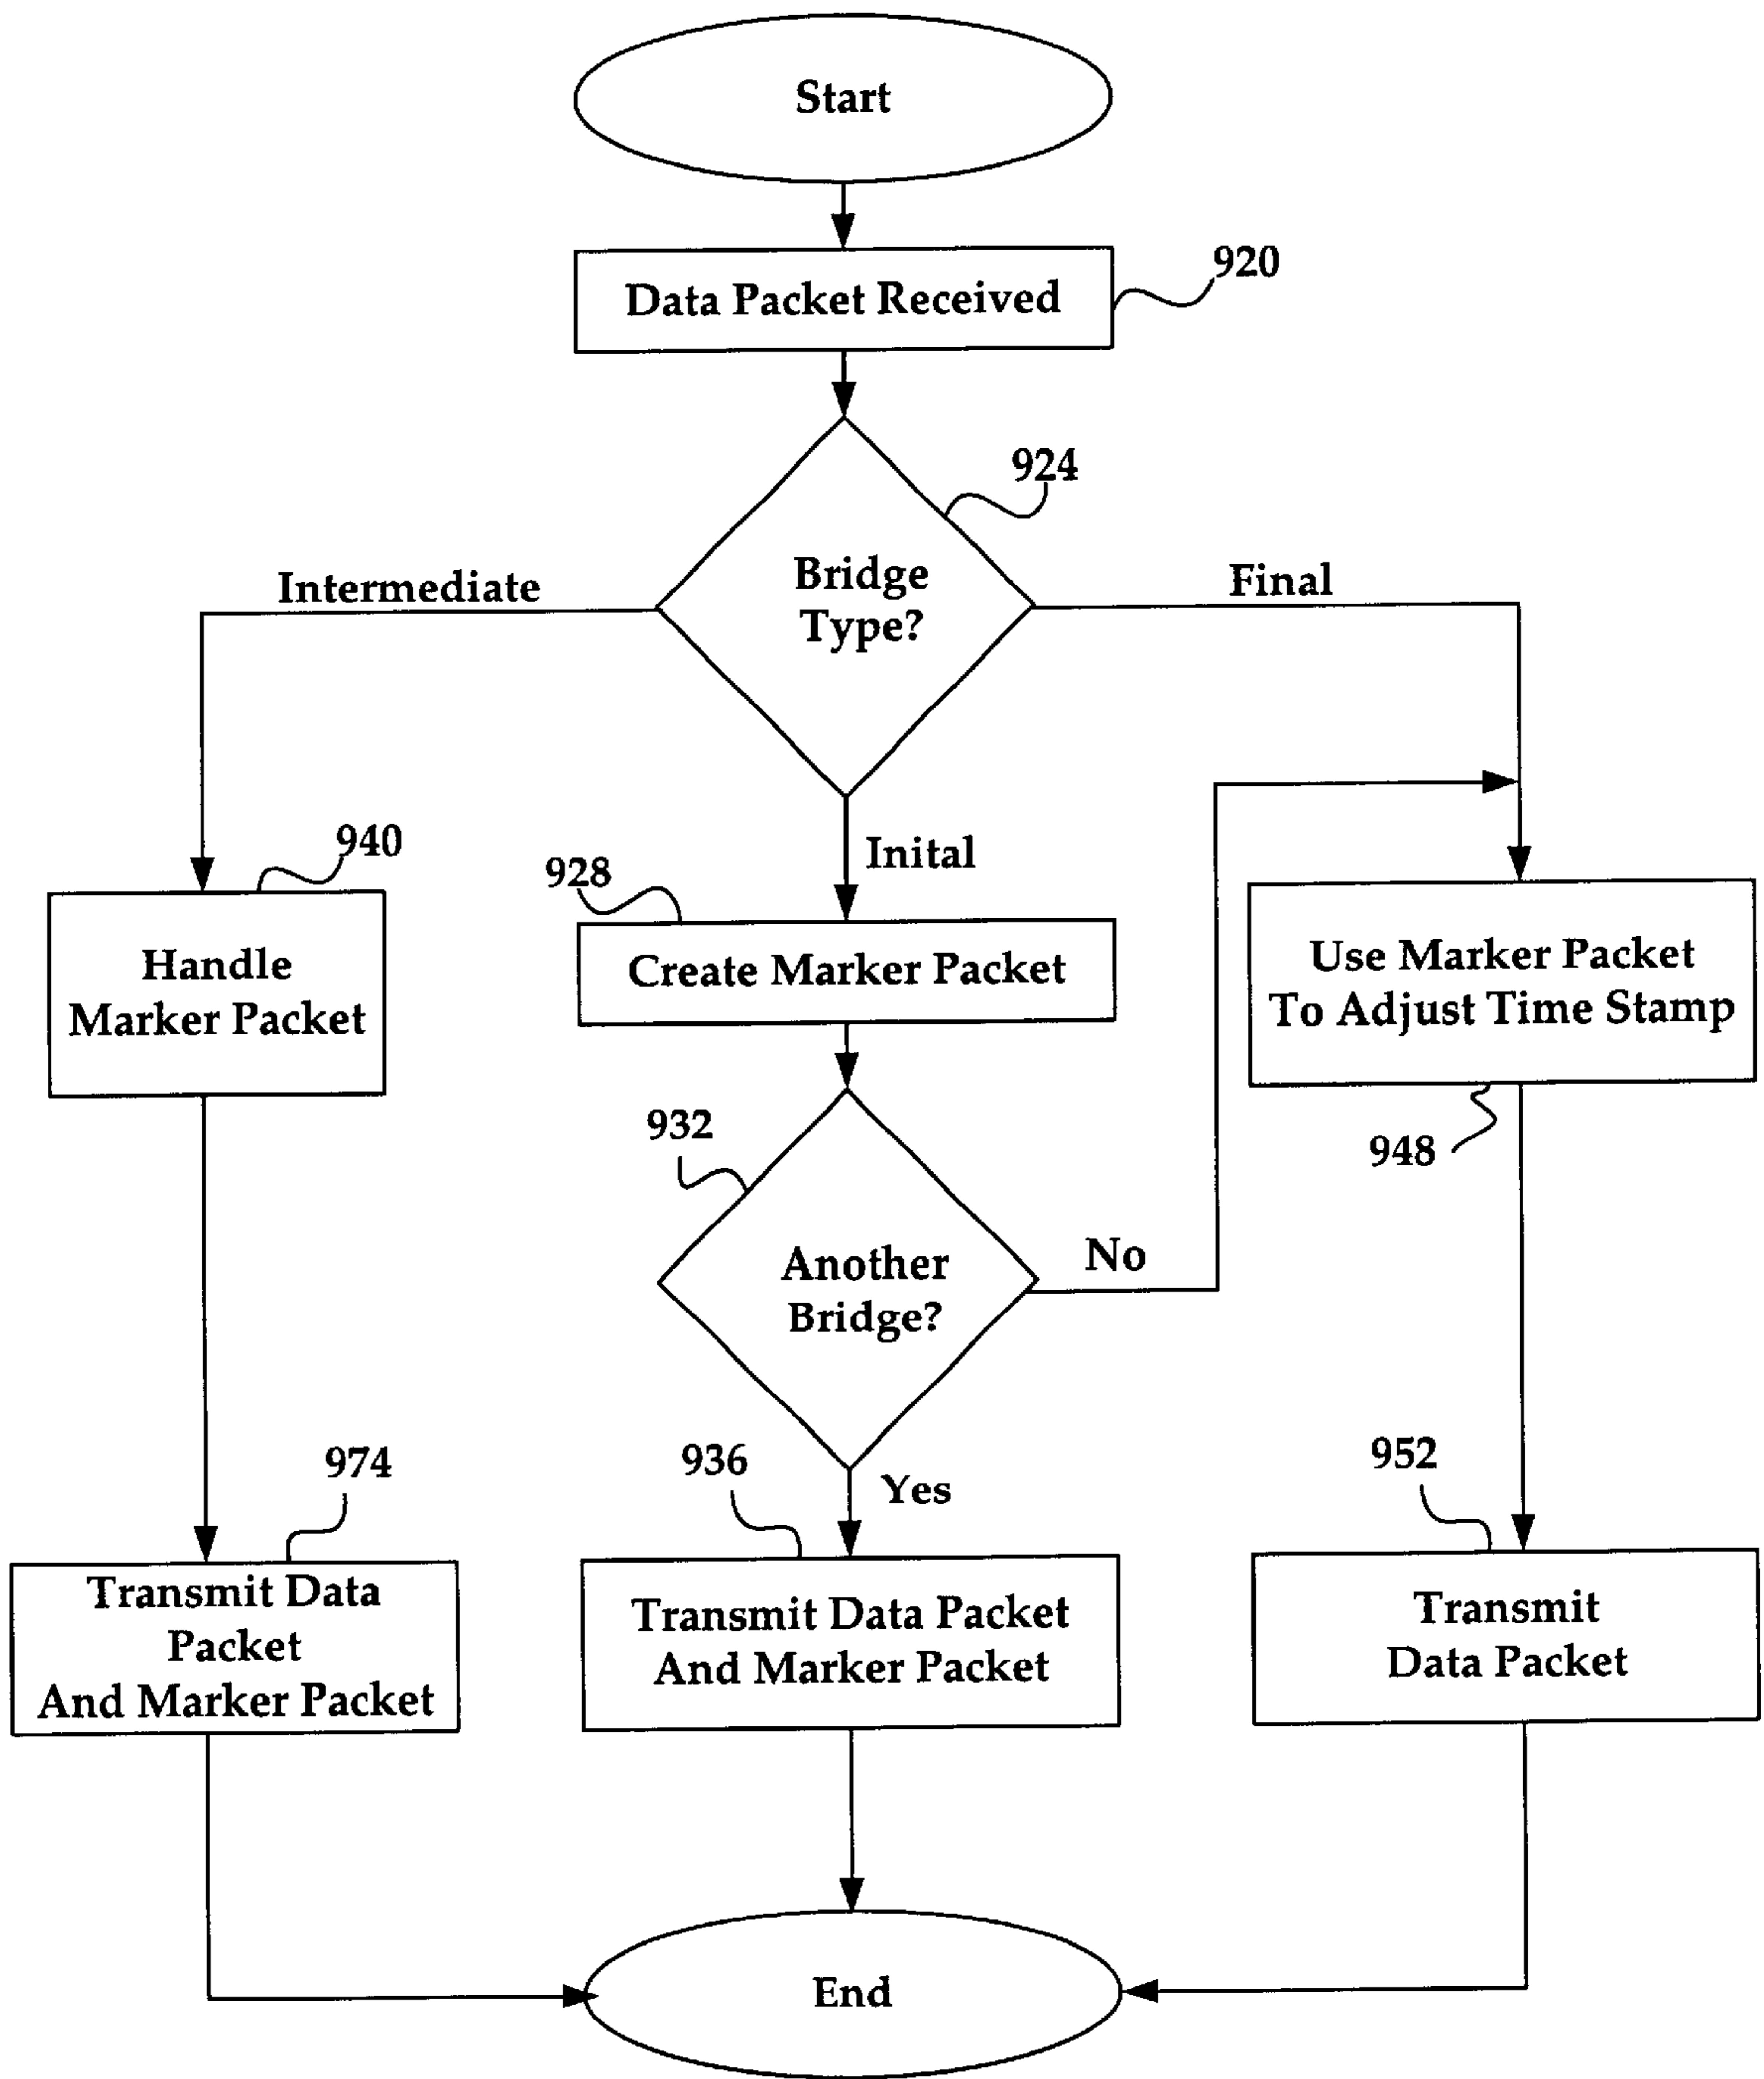 Start
Data Packet Received
920
924
Bridge
Type?
Intermediate
Final
940
928
Inital
Handle
Marker Packet
Create Marker Packet
Use Marker Packet
To Adjust Time Stamp
932
948
Another
Bridge?
No
974
936
Yes
952
Transmit Data
Packet
And Marker Packet
Transmit Data Packet
And Marker Packet
Transmit
Data Packet
End